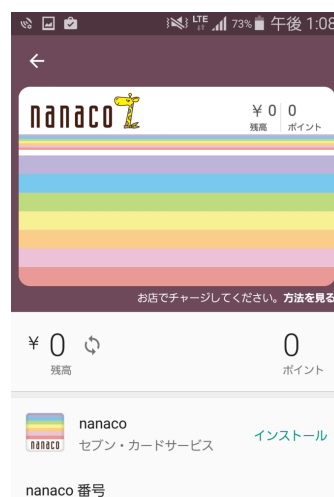 LTE 73% 午後 1:08
nanaco
¥ 0 0
残高 ポイント
お店でチャージしてください。方法を見る
¥ 0 0
残高 ポイント
nanaco
nanaco セブン・カードサービス インストール
nanaco 番号